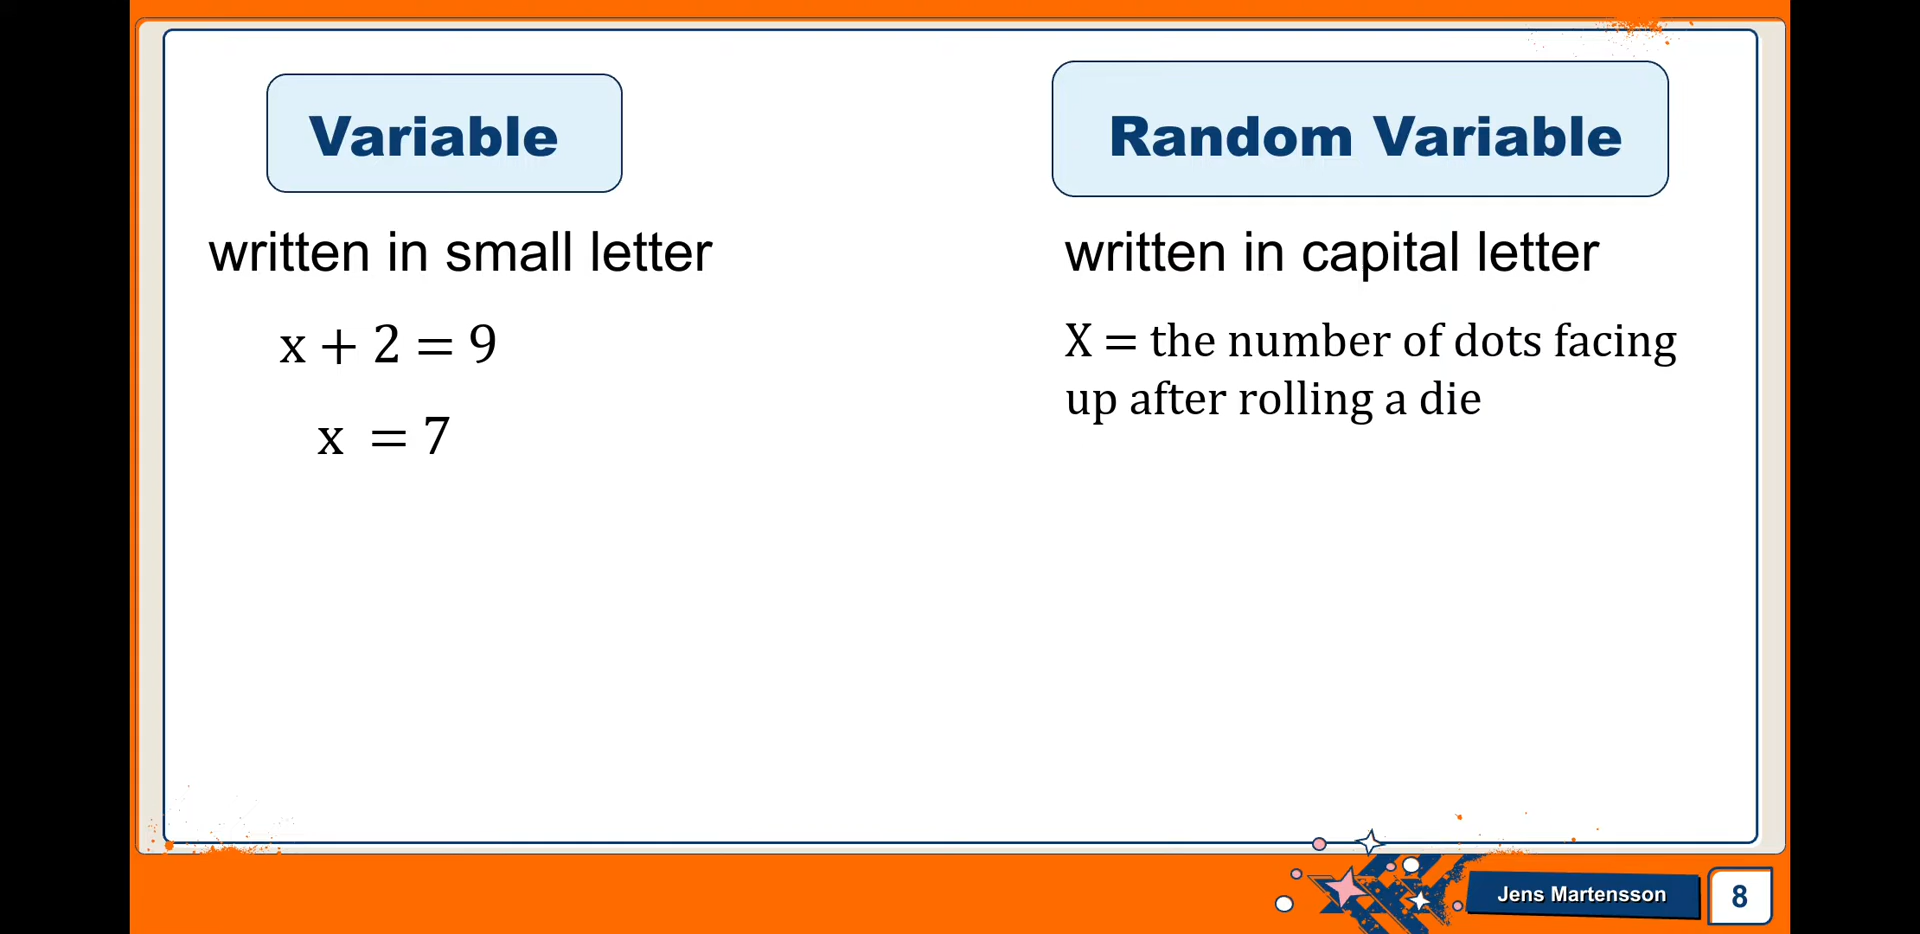 Variable
written in small letter
x + 2 = 9
x = 7
Random Variable
written in capital letter
X = the number of dots facing
up after rolling a die
Jens Martensson
8